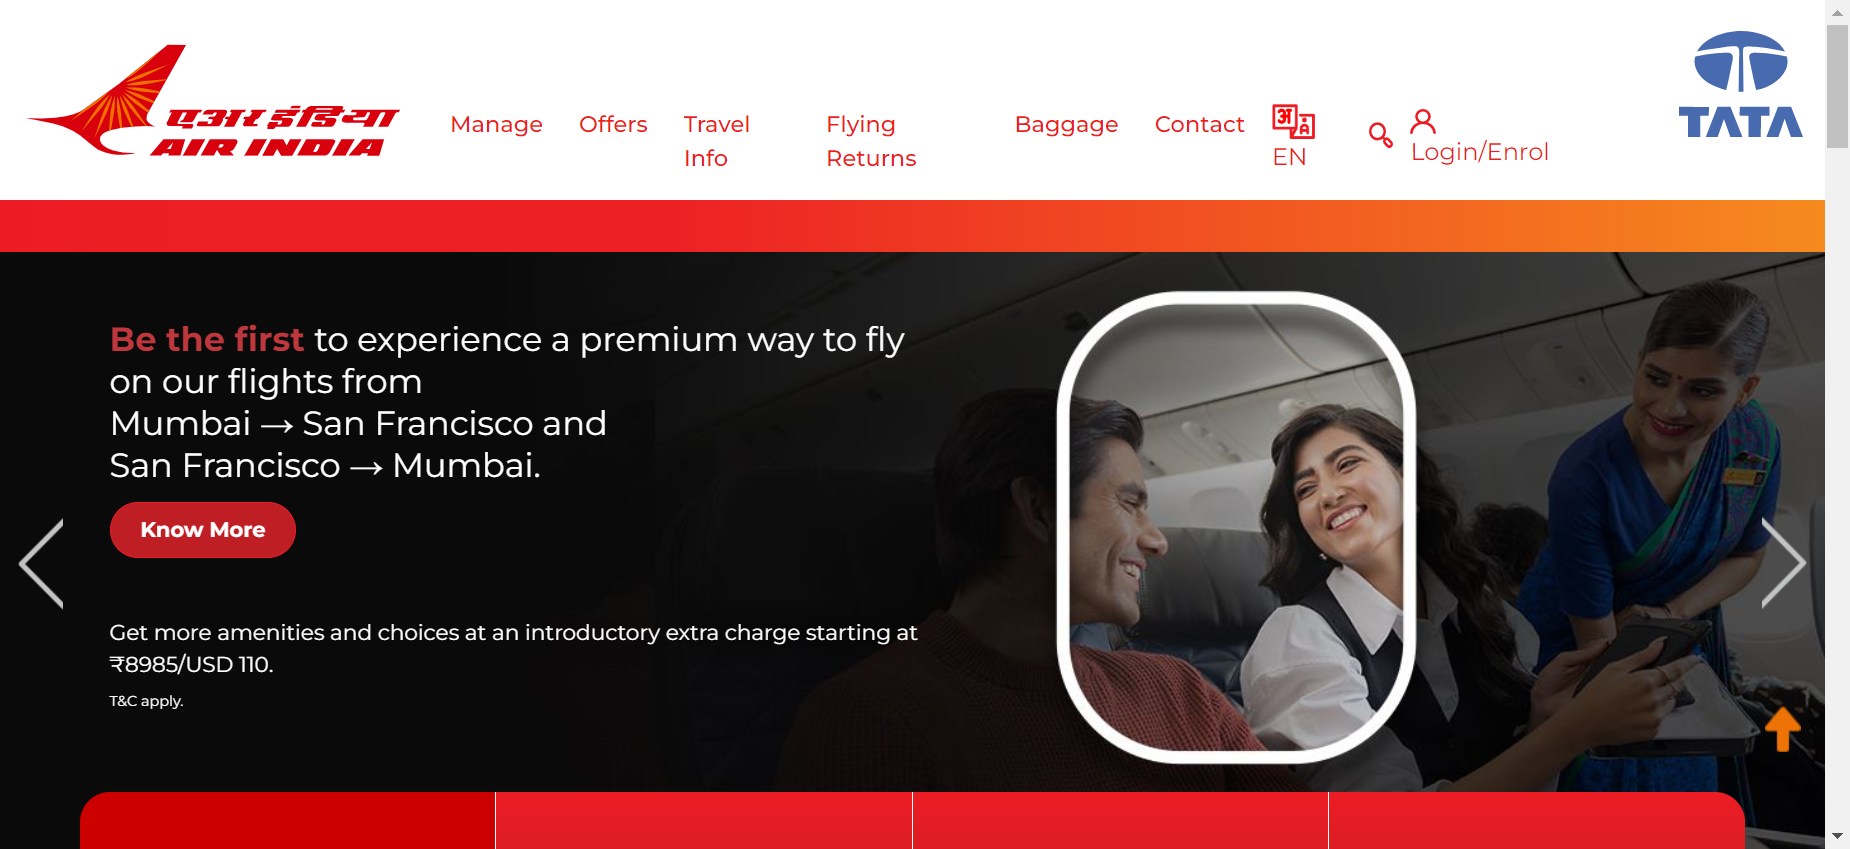 एअर इंडिया
AIR INDIA
Manage
Offers
Travel
Info
Flying
Returns
Baggage
Contact
अ
A
EN
Login/Enrol
TATA
Be the first to experience a premium way to fly
on our flights from
Mumbai → San Francisco and
San Francisco → Mumbai.
Know More
Get more amenities and choices at an introductory extra charge starting at
₹8985/USD 110.
T&C apply.